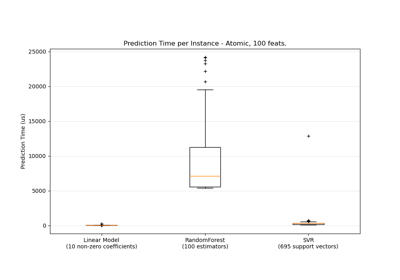 Prediction Time per Instance - Atomic, 100 feats.
Prediction Time (us)
25000
20000
15000
10000
5000
0
Linear Model
(10 non-zero coefficients)
RandomForest
(100 estimators)
SVR
(695 support vectors)